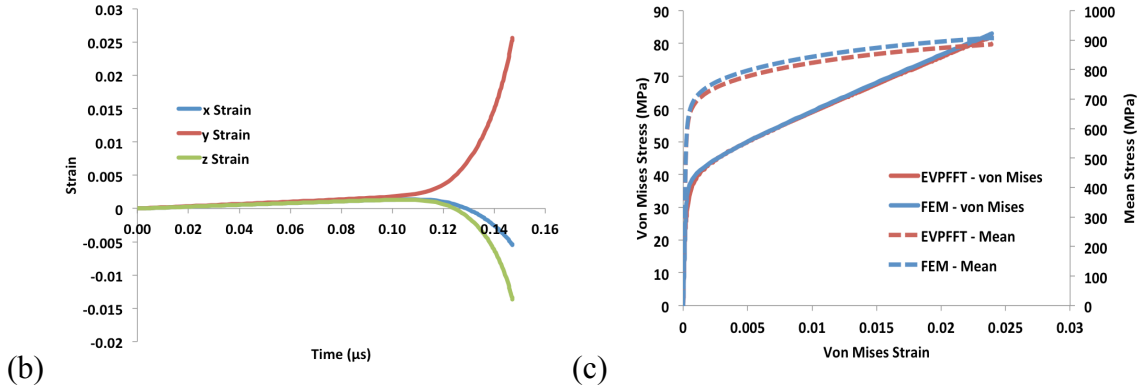 0.03
0.025
0.02
0.015
0.01
0.005
0
-0.005
-0.01
-0.015
-0.02
Strain
x Strain
y Strain
z Strain
0.00 0.02 0.04 0.06 0.08 0.10 0.12 0.14 0.16
Time (μs)
(b)
90
80
70
60
50
40
30
20
10
0
Von Mises Stress (MPa)
EVPFFT - von Mises
FEM - von Mises
EVPFFT - Mean
FEM - Mean
1000
900
800
700
600
500
400
300
200
100
0
Mean Stress (MPa)
0 0.005 0.01 0.015 0.02 0.025 0.03
Von Mises Strain
(c)